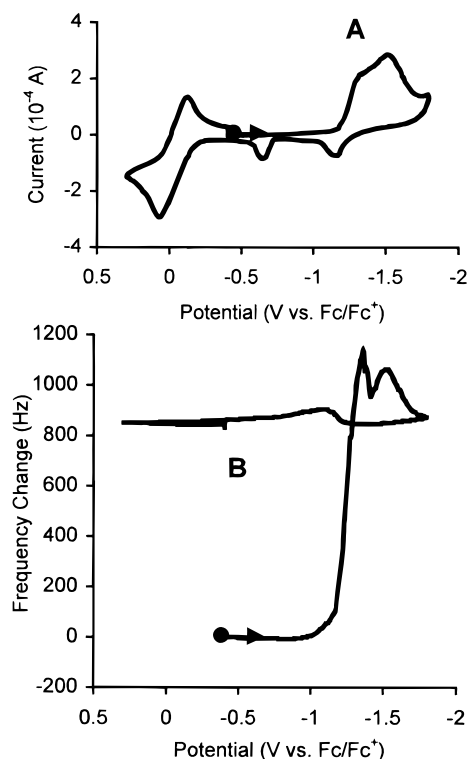 A
4
2
0
-2
-4
Current (10⁻⁴ A)
0.5 0 -0.5 -1 -1.5 -2
Potential (V vs. Fc/Fc⁺)
1200
1000
800
600
400
200
0
-200
Frequency Change (Hz)
B
0.5 0 -0.5 -1 -1.5 -2
Potential (V vs. Fc/Fc⁺)